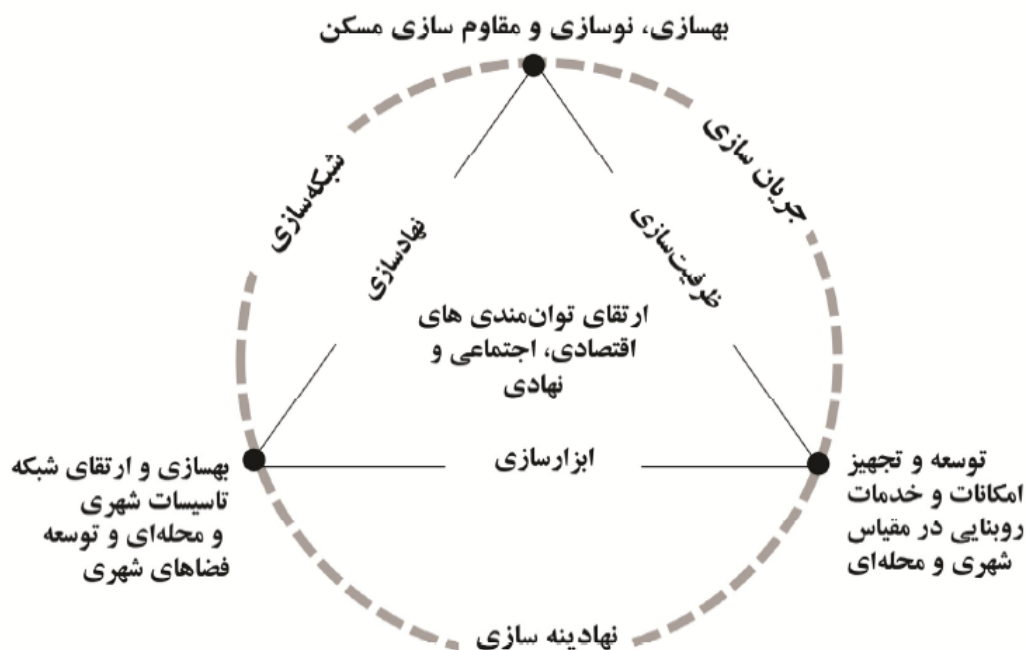 بهسازی، نوسازی و مقاوم سازی مسکن
جریان سازی
شبکه‌سازی
ظرفیت‌سازی
نهادسازی
ارتقای توان‌مندی های
اقتصادی، اجتماعی و
نهادی
ابزارسازی
توسعه و تجهیز
امکانات و خدمات
روبنایی در مقیاس
شهری و محله‌ای
بهسازی و ارتقای شبکه
تاسیسات شهری
و محله‌ای و توسعه
فضاهای شهری
نهادینه سازی